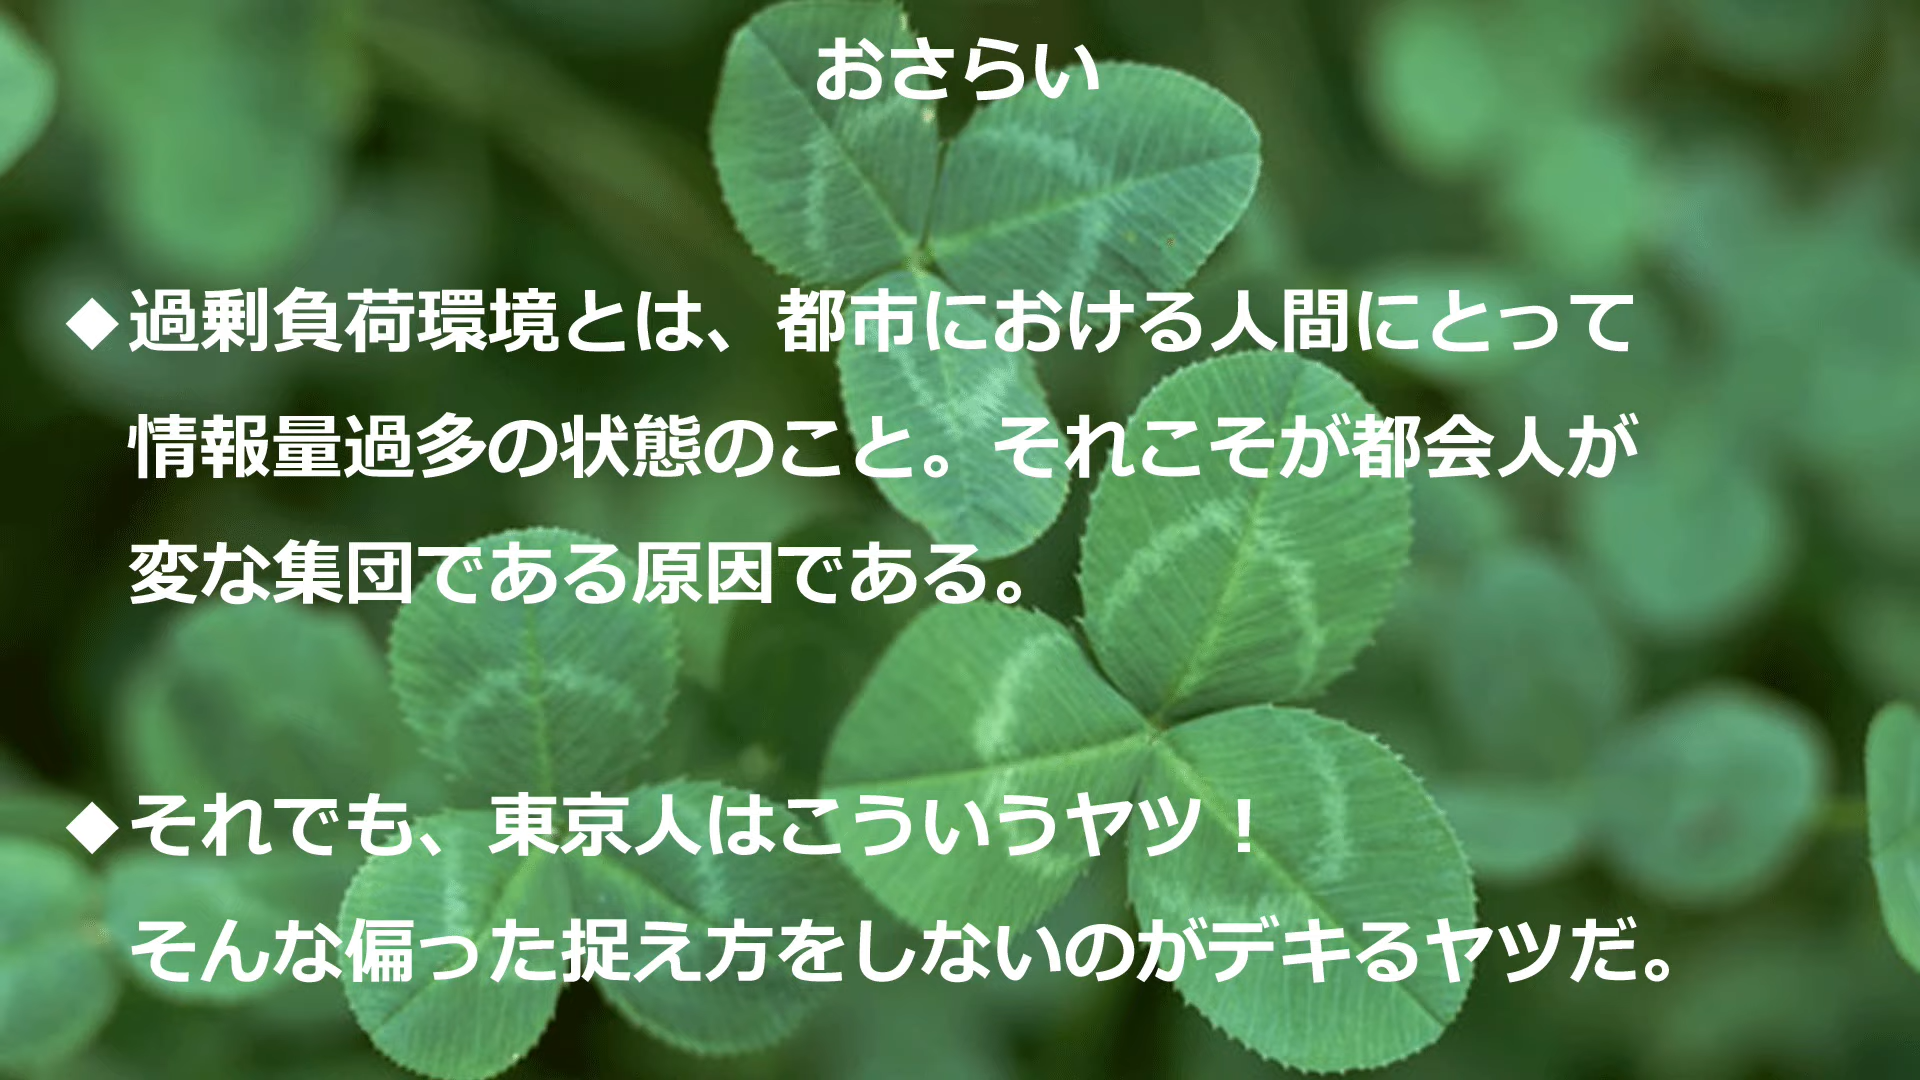 おさらい
◆過剰負荷環境とは、都市における人間にとって
情報量過多の状態のこと。それこそが都会人が
変な集団である原因である。
◆それでも、東京人はこういうヤツ！
そんな偏った捉え方をしないのがデキるヤツだ。